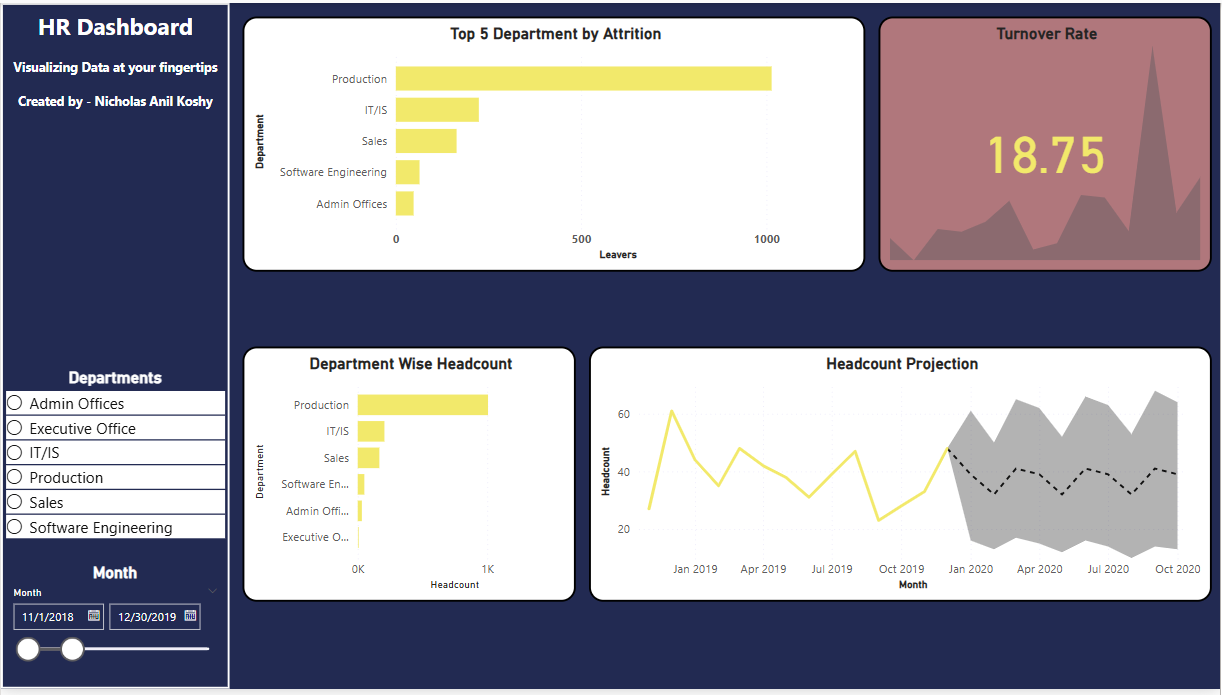 HR Dashboard
Visualizing Data at your fingertips
Created by - Nicholas Anil Koshy
Departments
Admin Offices
Executive Office
IT/IS
Production
Sales
Software Engineering
Month
Month
11/1/2018
12/30/2019
Top 5 Department by Attrition
Department
Production
IT/IS
Sales
Software Engineering
Admin Offices
0 500 1000
Leavers
Turnover Rate
18.75
Department Wise Headcount
Department
Production
IT/IS
Sales
Software En...
Admin Offi...
Executive O...
0K 1K
Headcount
Headcount Projection
Headcount
60
40
20
Jan 2019 Apr 2019 Jul 2019 Oct 2019 Jan 2020 Apr 2020 Jul 2020 Oct 2020
Month